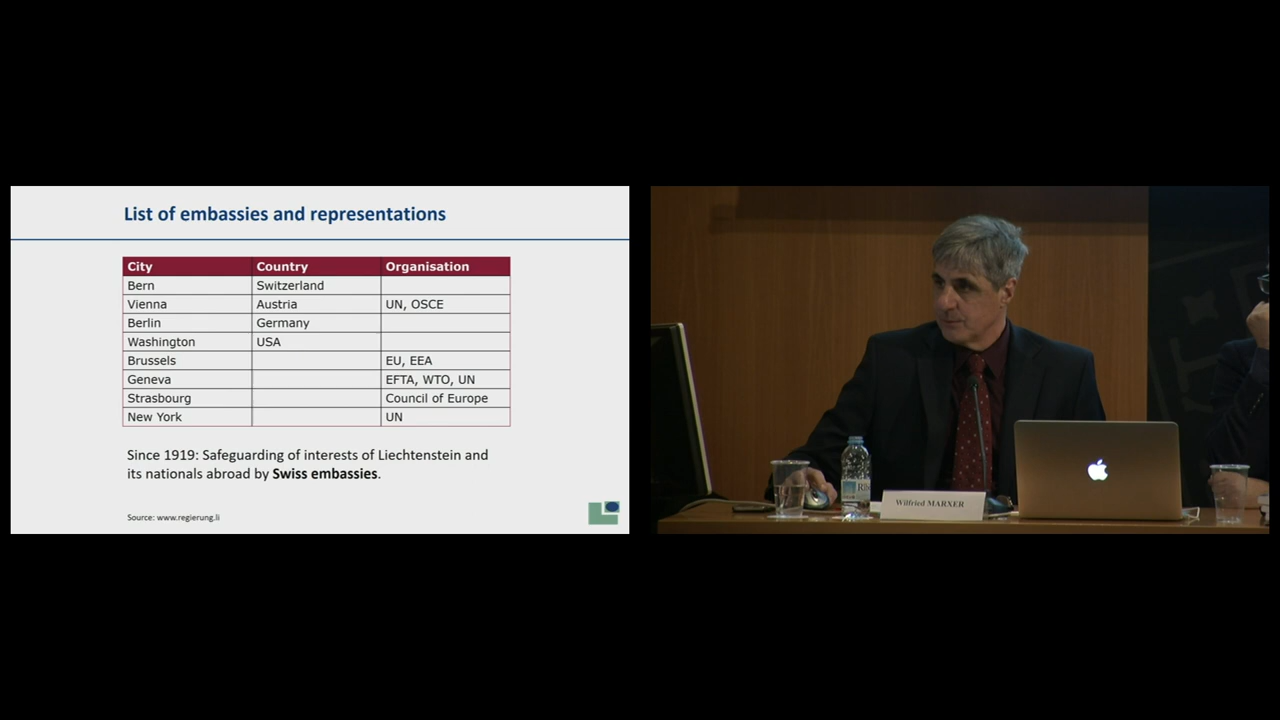 List of embassies and representations
City Country Organisation
Bern Switzerland
Vienna Austria UN, OSCE
Berlin Germany
Washington USA
Brussels EU, EEA
Geneva EFTA, WTO, UN
Strasbourg Council of Europe
New York UN
Since 1919: Safeguarding of interests of Liechtenstein and
its nationals abroad by Swiss embassies.
Source: www.regierung.li
Wilfried MARXER